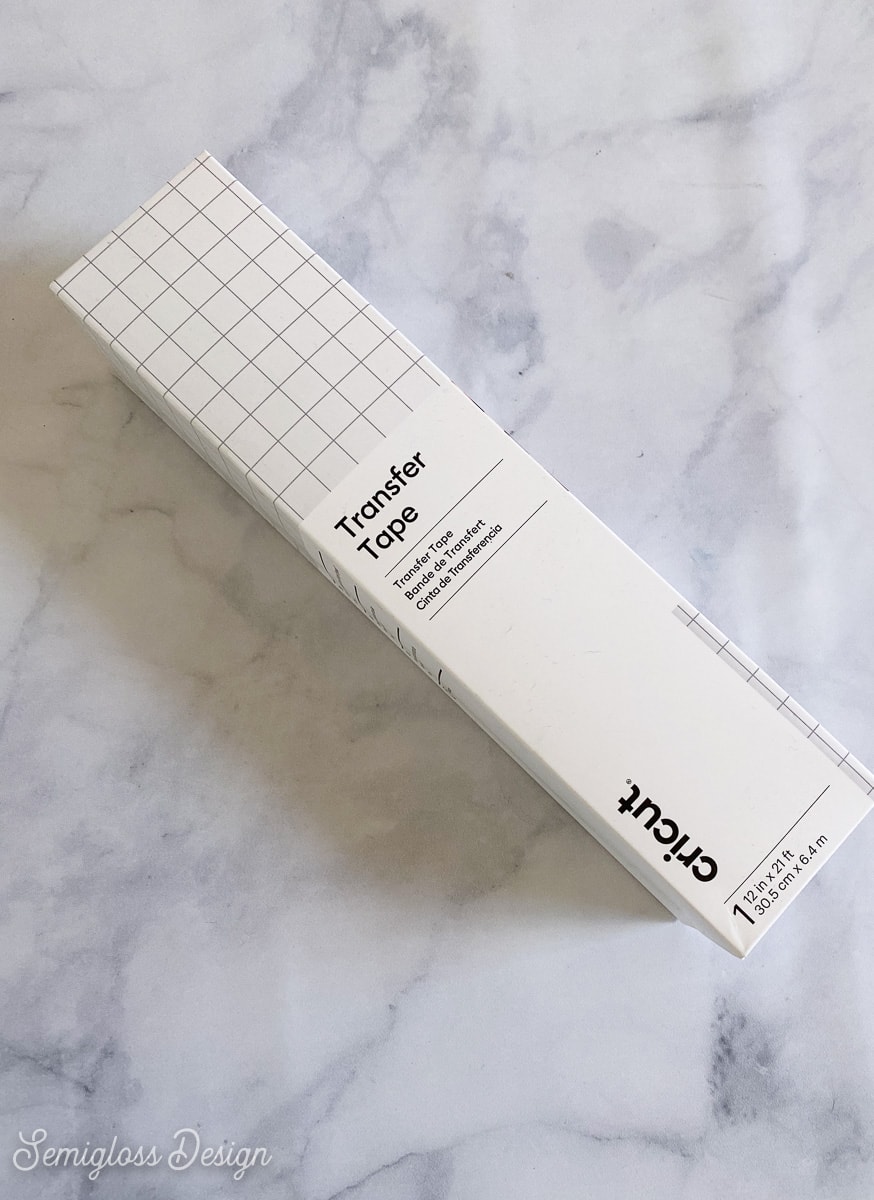 Transfer
Tape
Transfer Tape
Bande de Transfert
Cinta de Transferencia
cricut®
1
12 in x 21 ft
30.5 cm x 6.4 m
Semigloss Design